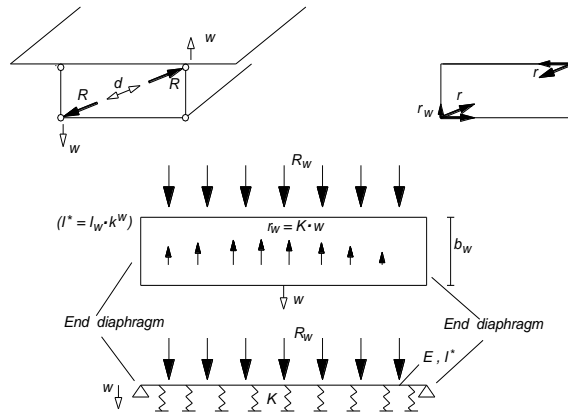 w
R
d
R
w
r
r
r_w
R_w
(I* = I_w·k^w)
r_w = K·w
b_w
w
End diaphragm
End diaphragm
R_w
E , I*
w
K